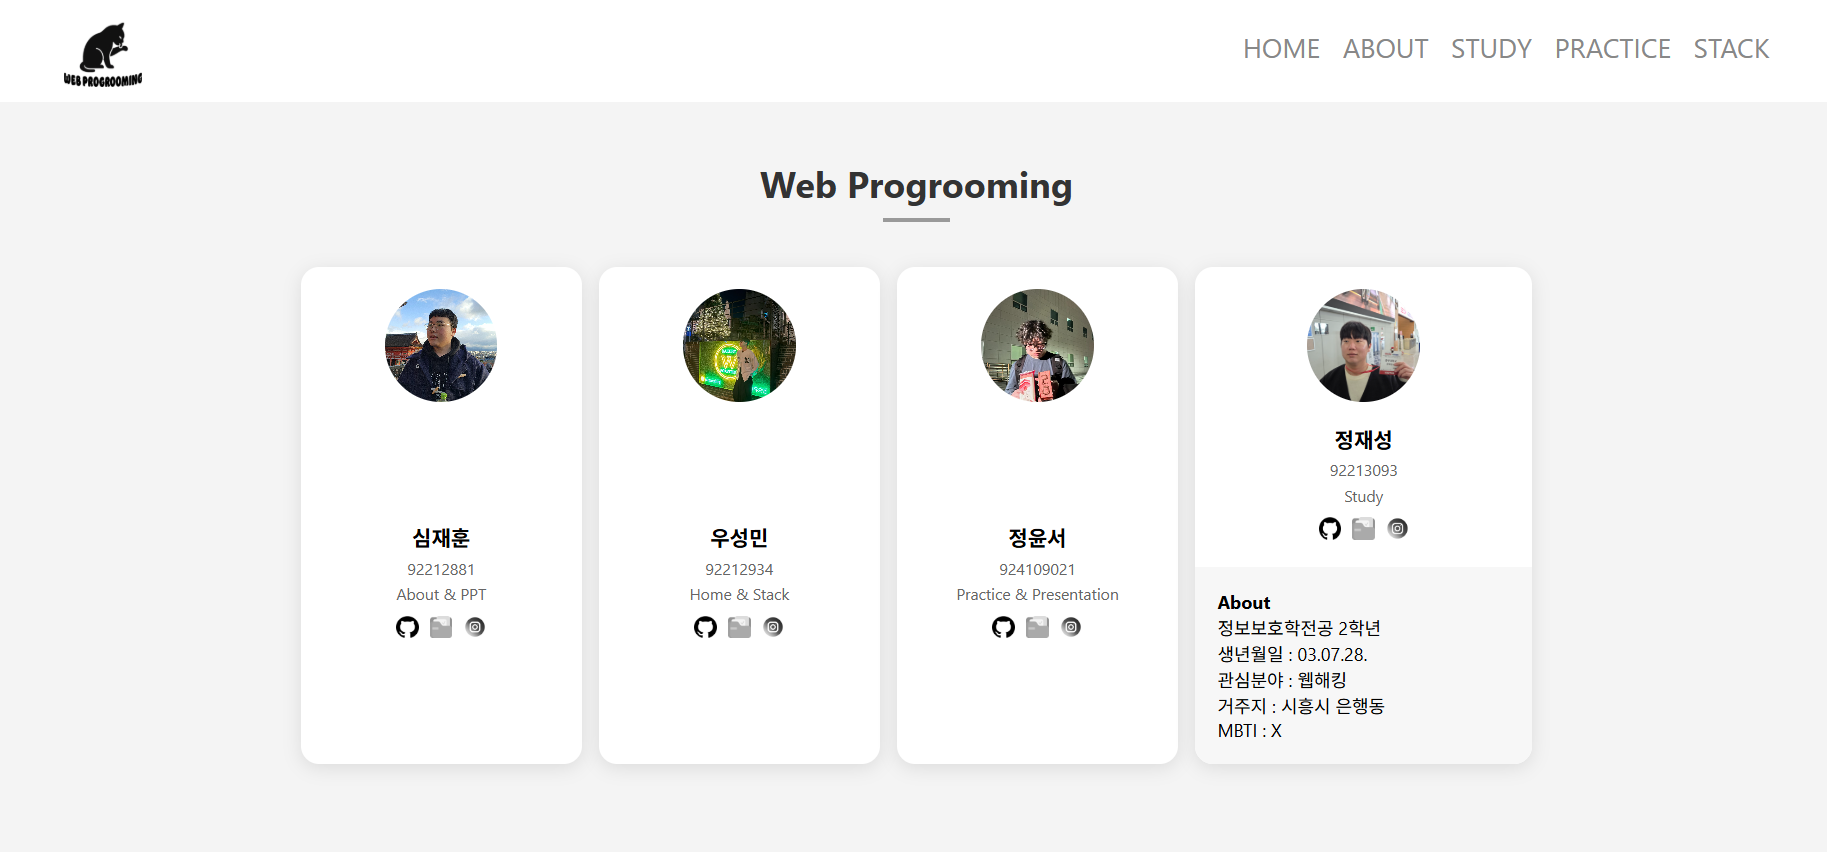 WEB PROGROOMING
HOME ABOUT STUDY PRACTICE STACK
Web Progrooming
심재훈
92212881
About & PPT
우성민
92212934
Home & Stack
정윤서
924109021
Practice & Presentation
정재성
92213093
Study
About
정보보호학전공 2학년
생년월일 : 03.07.28.
관심분야 : 웹해킹
거주지 : 시흥시 은행동
MBTI : X